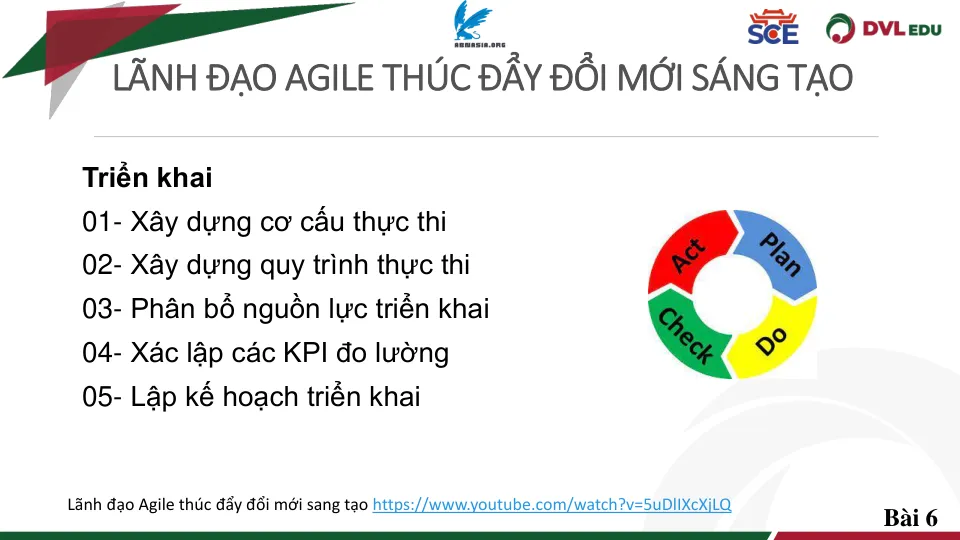 ARMASIA.ORG
SCE
DVL EDU
LÃNH ĐẠO AGILE THÚC ĐẨY ĐỔI MỚI SÁNG TẠO
Triển khai
01- Xây dựng cơ cấu thực thi
02- Xây dựng quy trình thực thi
03- Phân bổ nguồn lực triển khai
04- Xác lập các KPI đo lường
05- Lập kế hoạch triển khai
Act
Plan
Check
Do
Lãnh đạo Agile thúc đẩy đổi mới sang tạo https://www.youtube.com/watch?v=5uDlIXcXjLQ
Bài 6